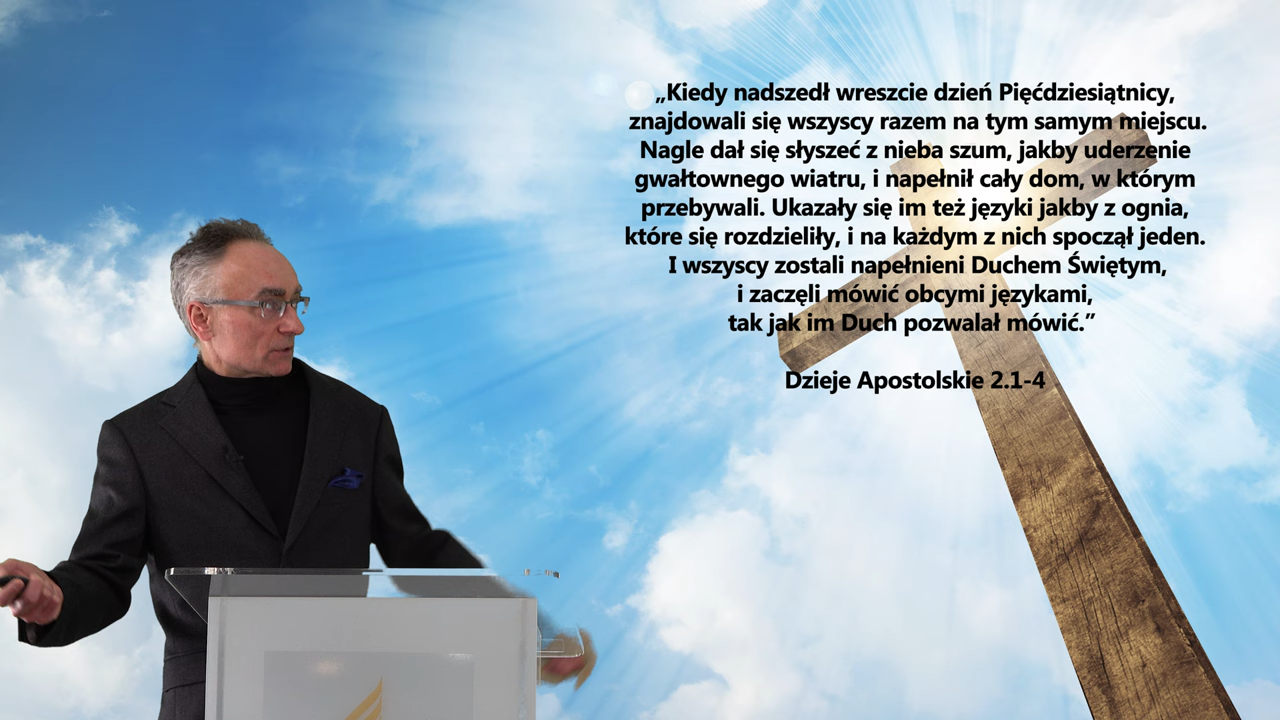 „Kiedy nadszedł wreszcie dzień Pięćdziesiątnicy,
znajdowali się wszyscy razem na tym samym miejscu.
Nagle dał się słyszeć z nieba szum, jakby uderzenie
gwałtownego wiatru, i napełnił cały dom, w którym
przebywali. Ukazały się im też języki jakby z ognia,
które się rozdzieliły, i na każdym z nich spoczął jeden.
I wszyscy zostali napełnieni Duchem Świętym,
i zaczęli mówić obcymi językami,
tak jak im Duch pozwalał mówić.”
Dzieje Apostolskie 2.1-4